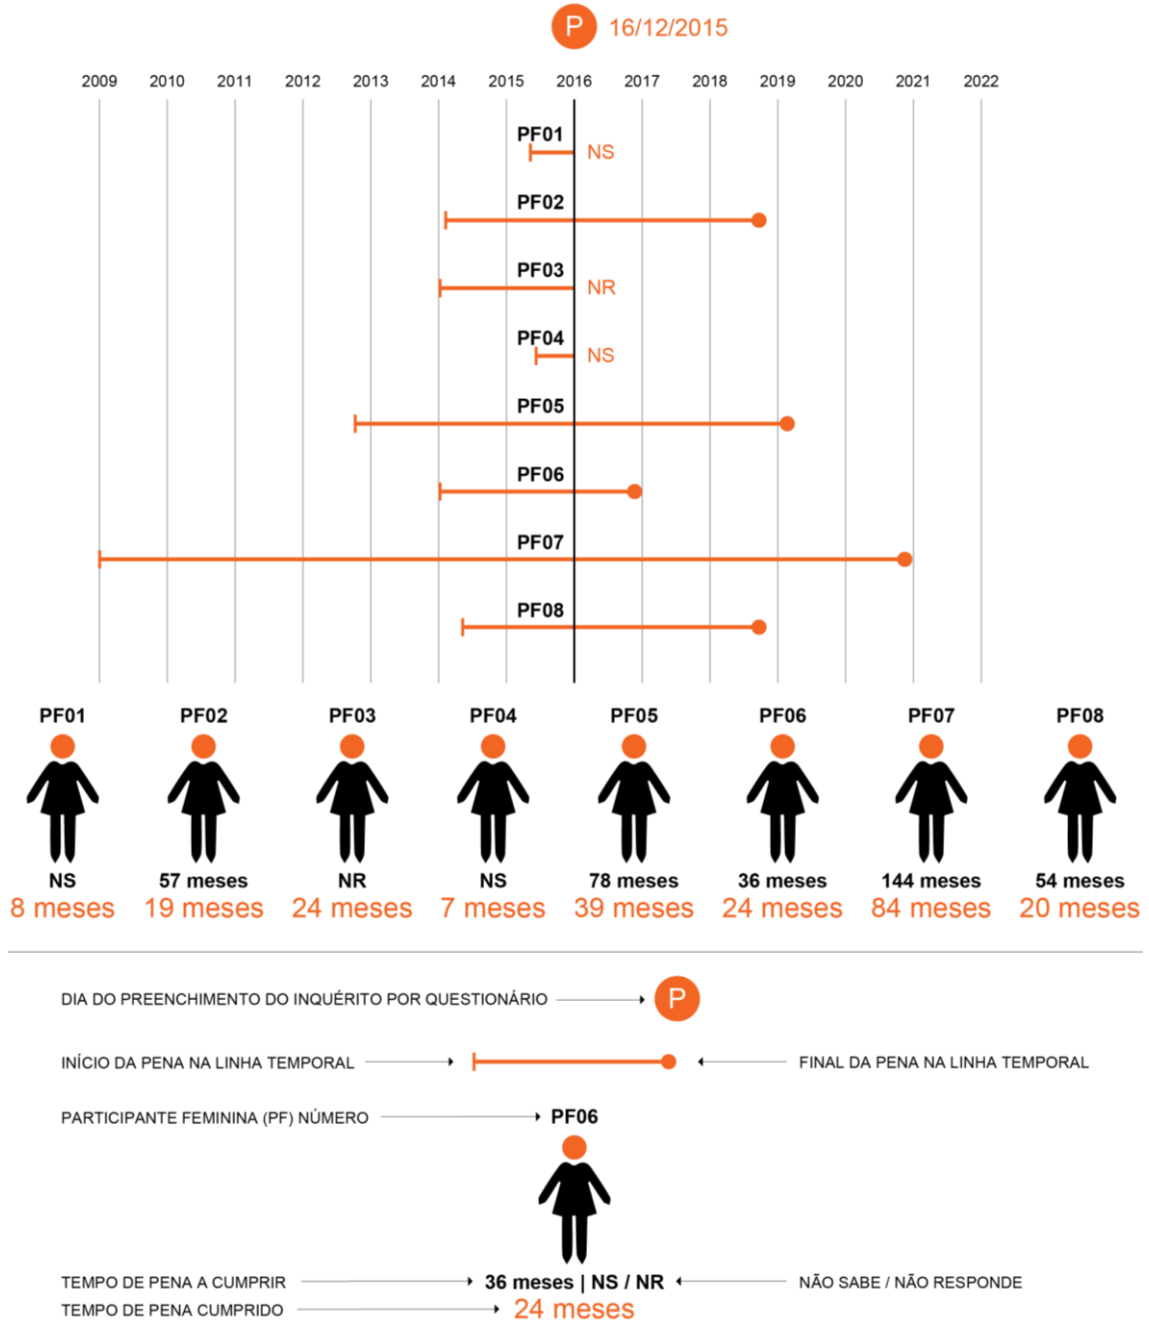 P 16/12/2015
2009 2010 2011 2012 2013 2014 2015 2016 2017 2018 2019 2020 2021 2022
PF01
NS
PF02
PF03
NR
PF04
NS
PF05
PF06
PF07
PF08
PF01 PF02 PF03 PF04 PF05 PF06 PF07 PF08
NS 57 meses NR NS 78 meses 36 meses 144 meses 54 meses
8 meses 19 meses 24 meses 7 meses 39 meses 24 meses 84 meses 20 meses
DIA DO PREENCHIMENTO DO INQUÉRITO POR QUESTIONÁRIO P
INÍCIO DA PENA NA LINHA TEMPORAL FINAL DA PENA NA LINHA TEMPORAL
PARTICIPANTE FEMININA (PF) NÚMERO PF06
TEMPO DE PENA A CUMPRIR 36 meses | NS / NR NÃO SABE / NÃO RESPONDE
TEMPO DE PENA CUMPRIDO 24 meses